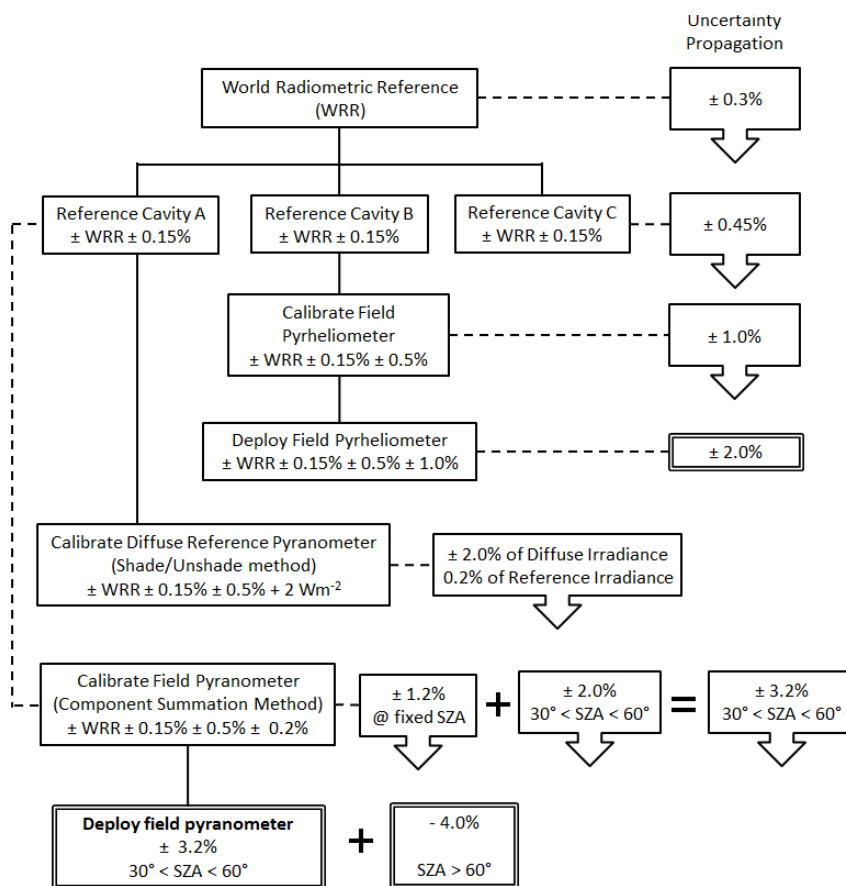 Uncertainty
Propagation
World Radiometric Reference
(WRR)
± 0.3%
Reference Cavity A
± WRR ± 0.15%
Reference Cavity B
± WRR ± 0.15%
Reference Cavity C
± WRR ± 0.15%
± 0.45%
Calibrate Field
Pyrheliometer
± WRR ± 0.15% ± 0.5%
± 1.0%
Deploy Field Pyrheliometer
± WRR ± 0.15% ± 0.5% ± 1.0%
± 2.0%
Calibrate Diffuse Reference Pyranometer
(Shade/Unshade method)
± WRR ± 0.15% ± 0.5% + 2 Wm⁻²
± 2.0% of Diffuse Irradiance
0.2% of Reference Irradiance
Calibrate Field Pyranometer
(Component Summation Method)
± WRR ± 0.15% ± 0.5% ± 0.2%
± 1.2%
@ fixed SZA
+
± 2.0%
30° < SZA < 60°
=
± 3.2%
30° < SZA < 60°
Deploy field pyranometer
± 3.2%
30° < SZA < 60°
+
- 4.0%
SZA > 60°